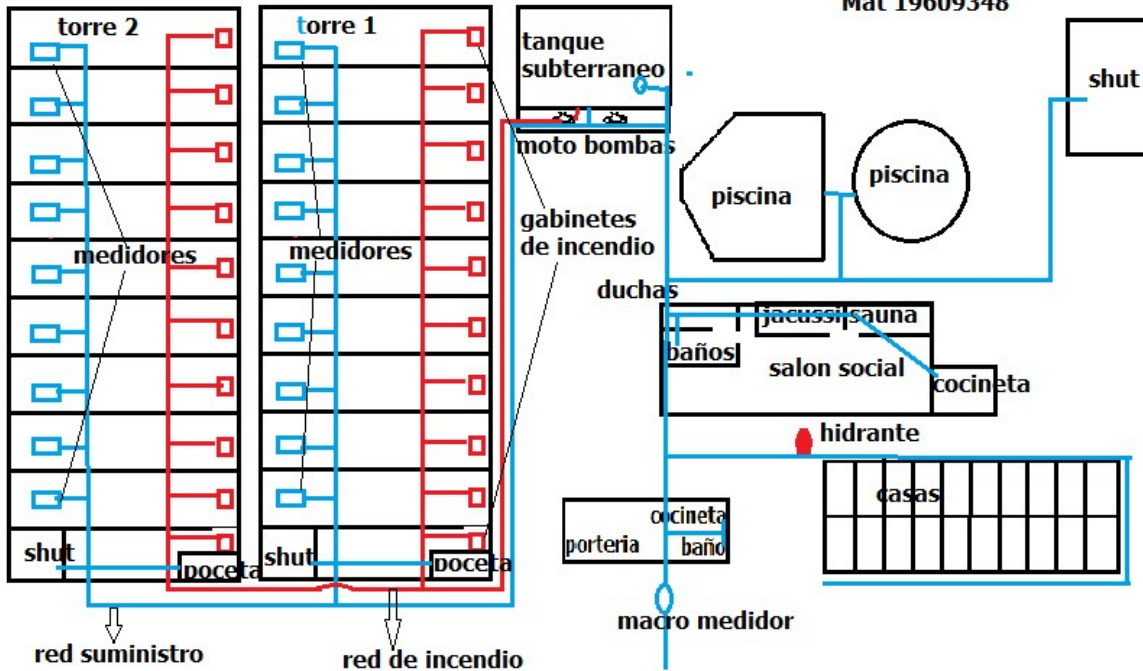 Mat 19609348
torre 2
torre 1
tanque
subterraneo
shut
moto bombas
piscina
piscina
gabinetes
de incendio
medidores
medidores
duchas
jacussi
sauna
baños
salon social
cocineta
hidrante
casas
cocineta
porteria
baño
shut
poceta
shut
poceta
macro medidor
red suministro
red de incendio